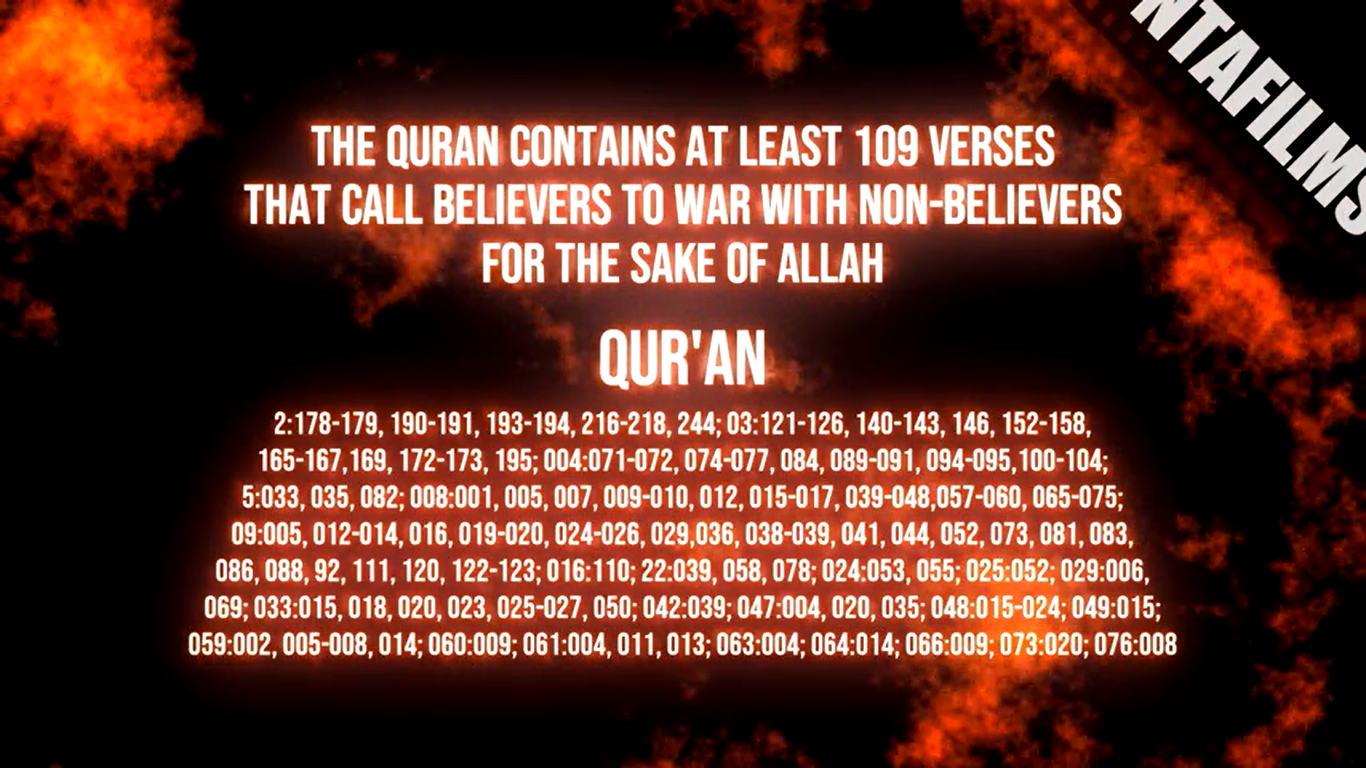 NTAFILMS
THE QURAN CONTAINS AT LEAST 109 VERSES
THAT CALL BELIEVERS TO WAR WITH NON-BELIEVERS
FOR THE SAKE OF ALLAH
QUR'AN
2:178-179, 190-191, 193-194, 216-218, 244; 03:121-126, 140-143, 146, 152-158,
165-167,169, 172-173, 195; 004:071-072, 074-077, 084, 089-091, 094-095,100-104;
5:033, 035, 082; 008:001, 005, 007, 009-010, 012, 015-017, 039-048,057-060, 065-075;
09:005, 012-014, 016, 019-020, 024-026, 029,036, 038-039, 041, 044, 052, 073, 081, 083,
086, 088, 92, 111, 120, 122-123; 016:110; 22:039, 058, 078; 024:053, 055; 025:052; 029:006,
069; 033:015, 018, 020, 023, 025-027, 050; 042:039; 047:004, 020, 035; 048:015-024; 049:015;
059:002, 005-008, 014; 060:009; 061:004, 011, 013; 063:004; 064:014; 066:009; 073:020; 076:008